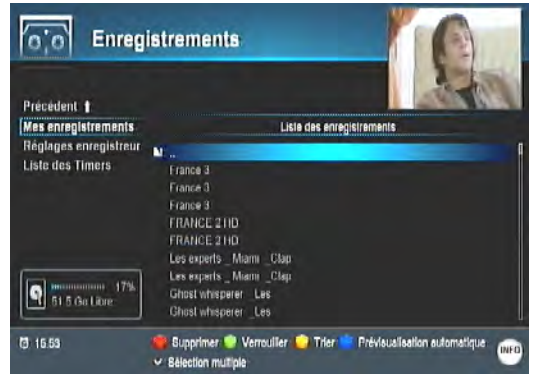 Enregistrements
Précédent
Mes enregistrements
Réglages enregistreur
Liste des Timers
Liste des enregistrements
..
France 3
France 3
France 3
FRANCE 2 HD
FRANCE 2 HD
Les experts _ Miami _Clap
Les experts _ Miami _Clap
Ghost whisperer _Les
Ghost whisperer _Les
17%
51.5 Go Libre
16:53
Supprimer Verrouiller Trier Prévisualisation automatique
INFO
Sélection multiple